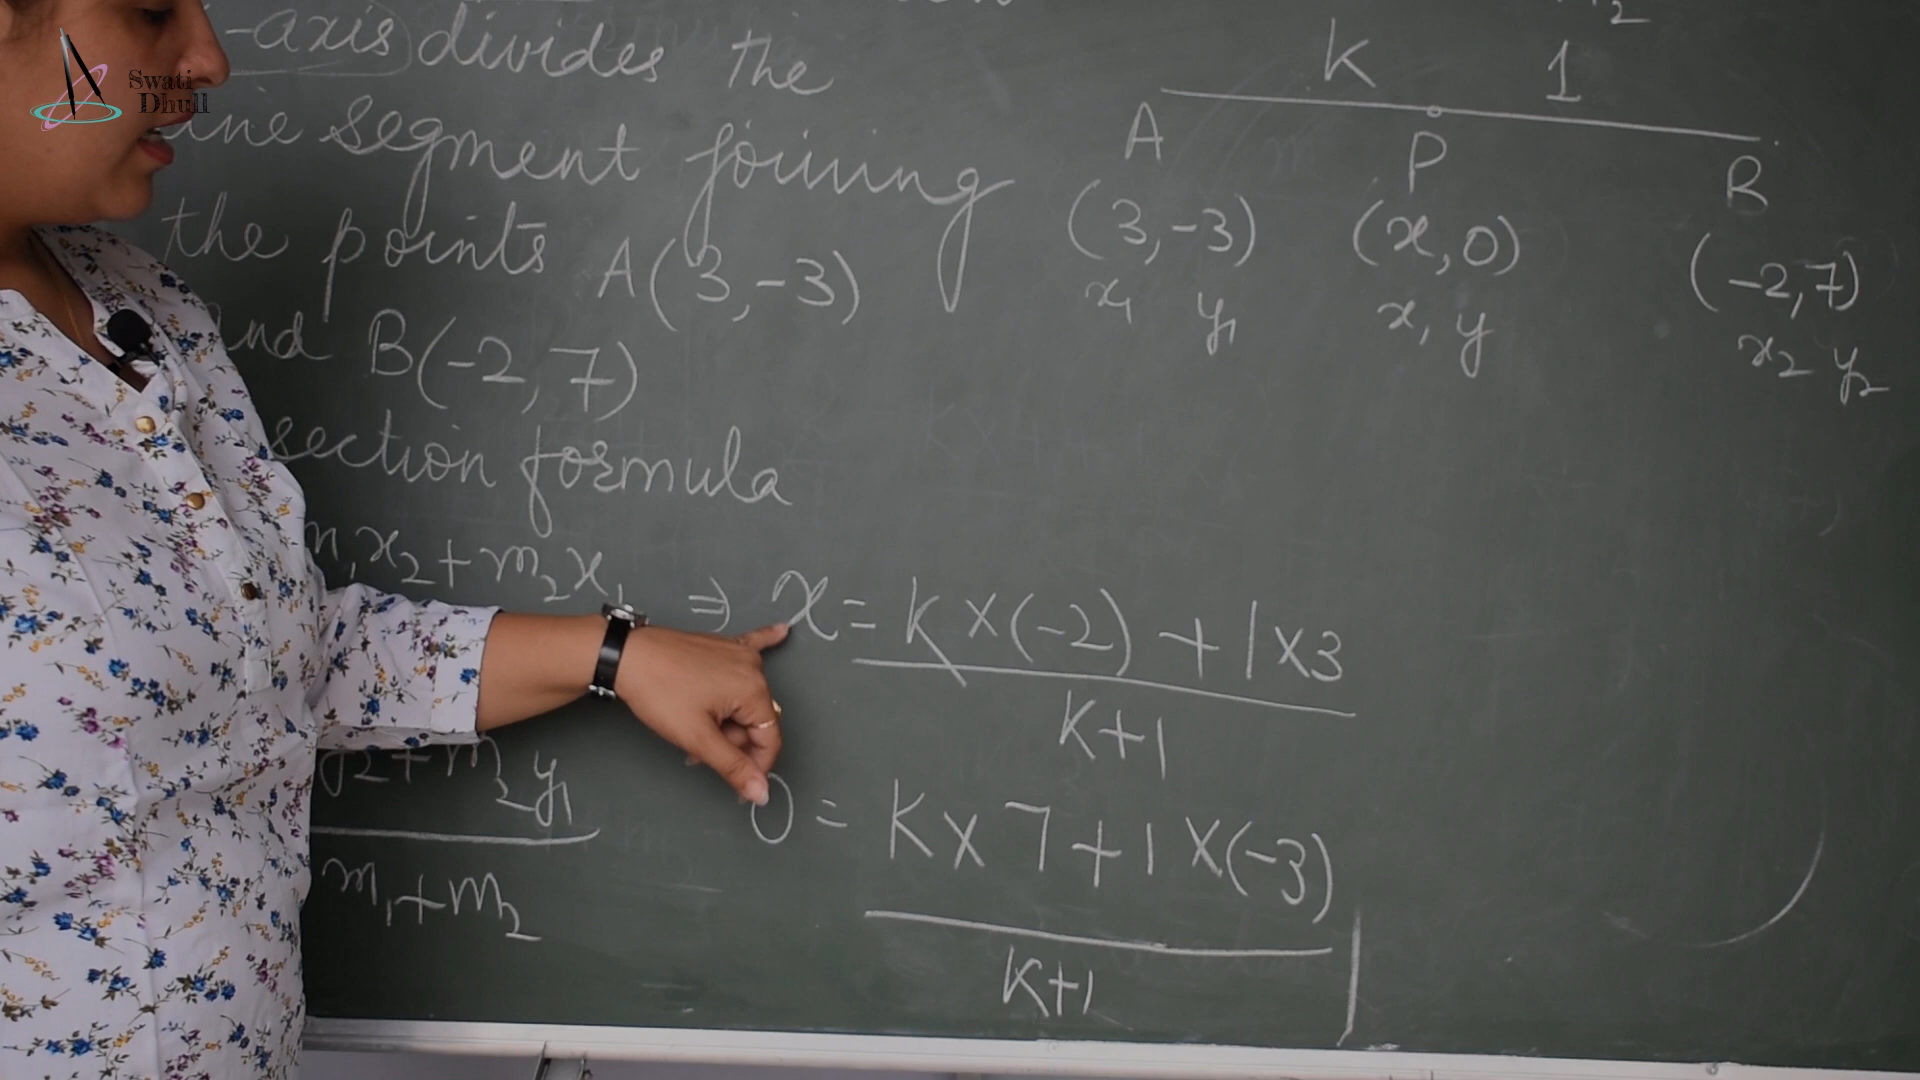 -axis divides the
line segment joining
the points A(3,-3)
and B(-2,7)
section formula
m₁x₂+m₂x₁ ⇒ x = K×(-2)+1×3
K+1
y₂+m₂y₁
m₁+m₂
0 = K×7+1×(-3)
K+1
K 1
A P B
(3,-3) (x,0) (-2,7)
x₁ y₁ x, y x₂ y₂
Swati
Dhull